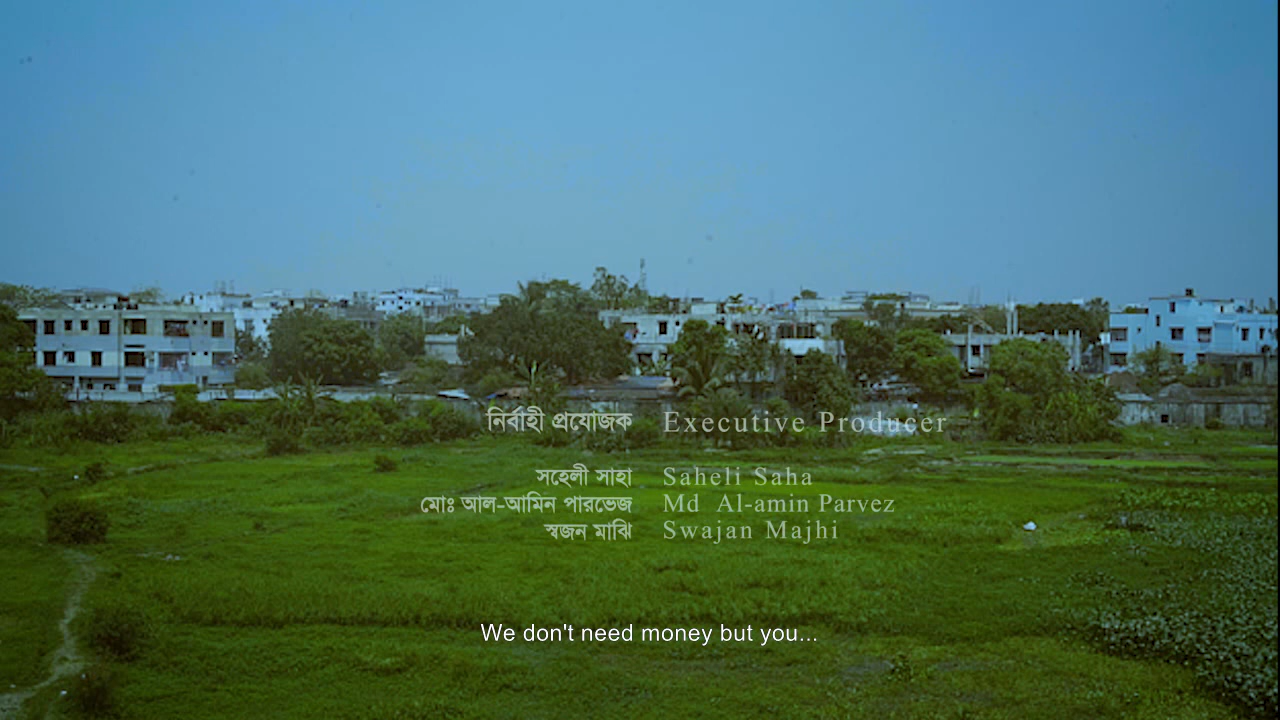 নির্বাহী প্রযোজক Executive Producer
সহেলী সাহা Saheli Saha
মোঃ আল-আমিন পারভেজ Md Al-amin Parvez
স্বজন মাঝি Swajan Majhi
We don't need money but you...